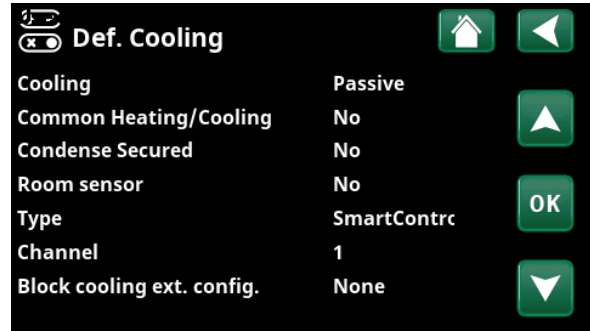 Def. Cooling
Cooling Passive
Common Heating/Cooling No
Condense Secured No
Room sensor No
Type SmartContrc
OK
Channel 1
Block cooling ext. config. None